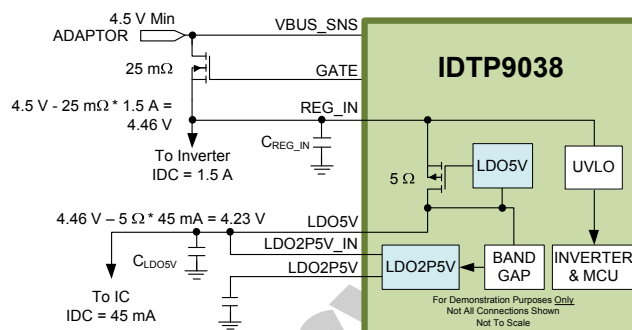 4.5 V Min
ADAPTOR
VBUS_SNS
25 mΩ
GATE
IDTP9038
4.5 V - 25 mΩ * 1.5 A =
4.46 V
REG_IN
To Inverter
IDC = 1.5 A
CREG_IN
5 Ω
LDO5V
UVLO
4.46 V – 5 Ω * 45 mA = 4.23 V
LDO5V
LDO2P5V_IN
CLDO5V
LDO2P5V
LDO2P5V
BAND
GAP
INVERTER
& MCU
To IC
IDC = 45 mA
For Demonstration Purposes Only
Not All Connections Shown
Not To Scale